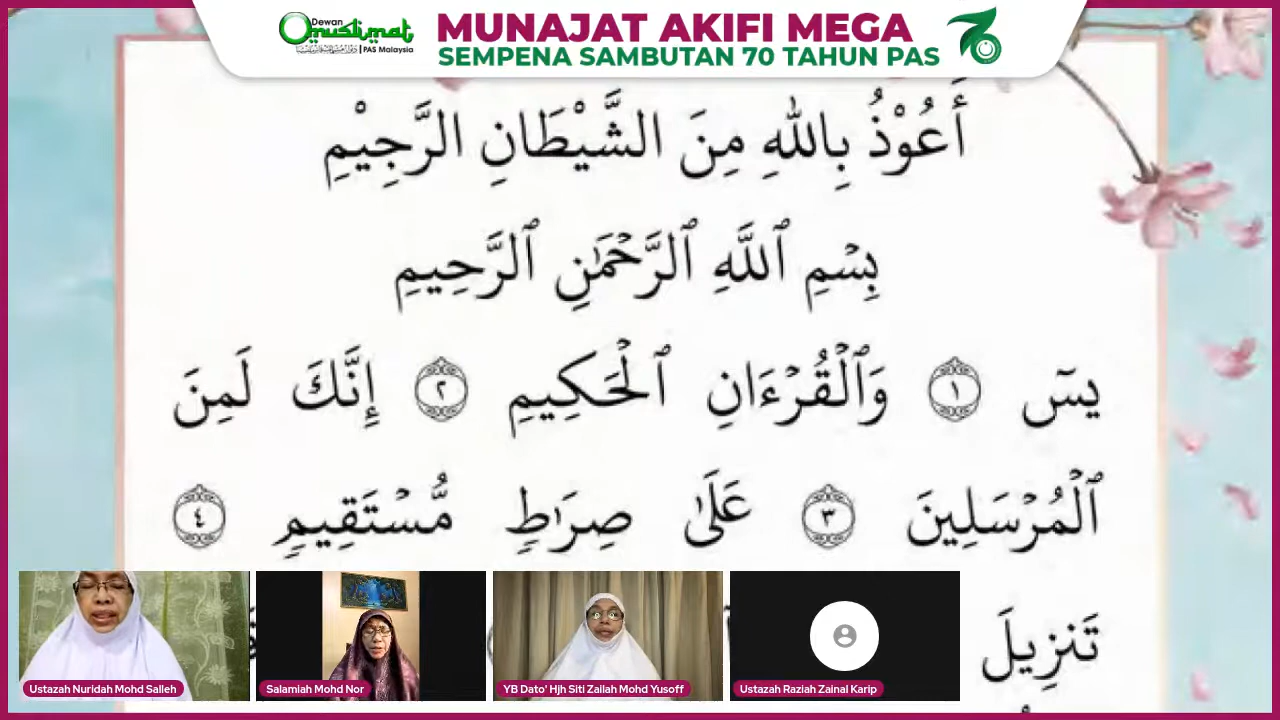 Dewan
muslimat
PAS Malaysia
MUNAJAT AKIFI MEGA
SEMPENA SAMBUTAN 70 TAHUN PAS
أَعُوْذُ بِاللهِ مِنَ الشَّيْطَانِ الرَّجِيْمِ
بِسْمِ ٱللَّهِ ٱلرَّحْمَٰنِ ٱلرَّحِيمِ
يسٓ ١ وَٱلْقُرْءَانِ ٱلْحَكِيمِ ٢ إِنَّكَ لَمِنَ
ٱلْمُرْسَلِينَ ٣ عَلَىٰ صِرَٰطٍ مُّسْتَقِيمٍ ٤
تَنزِيلَ
Ustazah Nuridah Mohd Salleh
Salamiah Mohd Nor
YB Dato' Hjh Siti Zailah Mohd Yusoff
Ustazah Raziah Zainal Karip